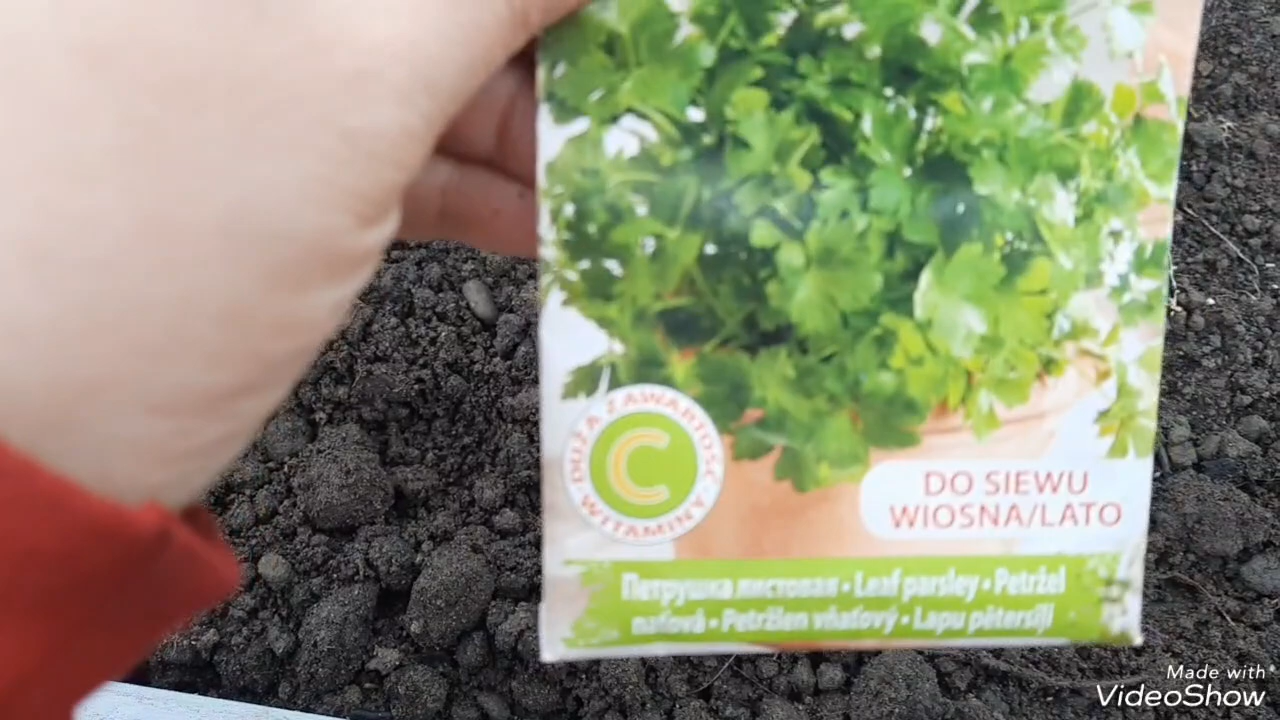 DUŻA ZAWARTOŚĆ
C
WITAMINY
DO SIEWU
WIOSNA/LATO
Петрушка листовая • Leaf parsley • Petržel
naťová • Petržlen vňaťový • Lapu pētersīļi
Made with
VideoShow